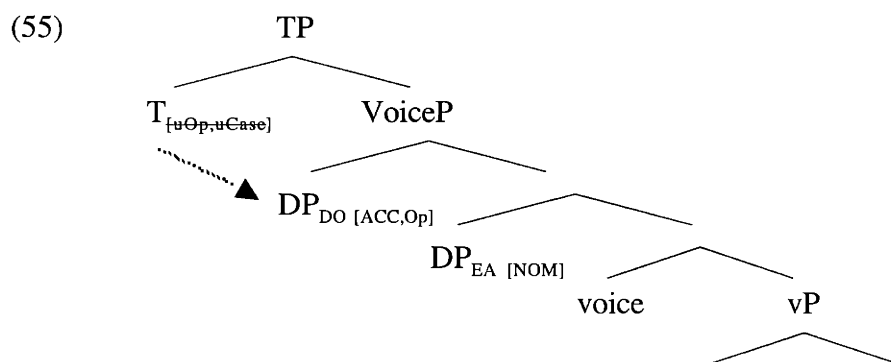 (55) TP
T[uOp,uCase] VoiceP
DPDO [ACC,Op]
DPEA [NOM]
voice vP